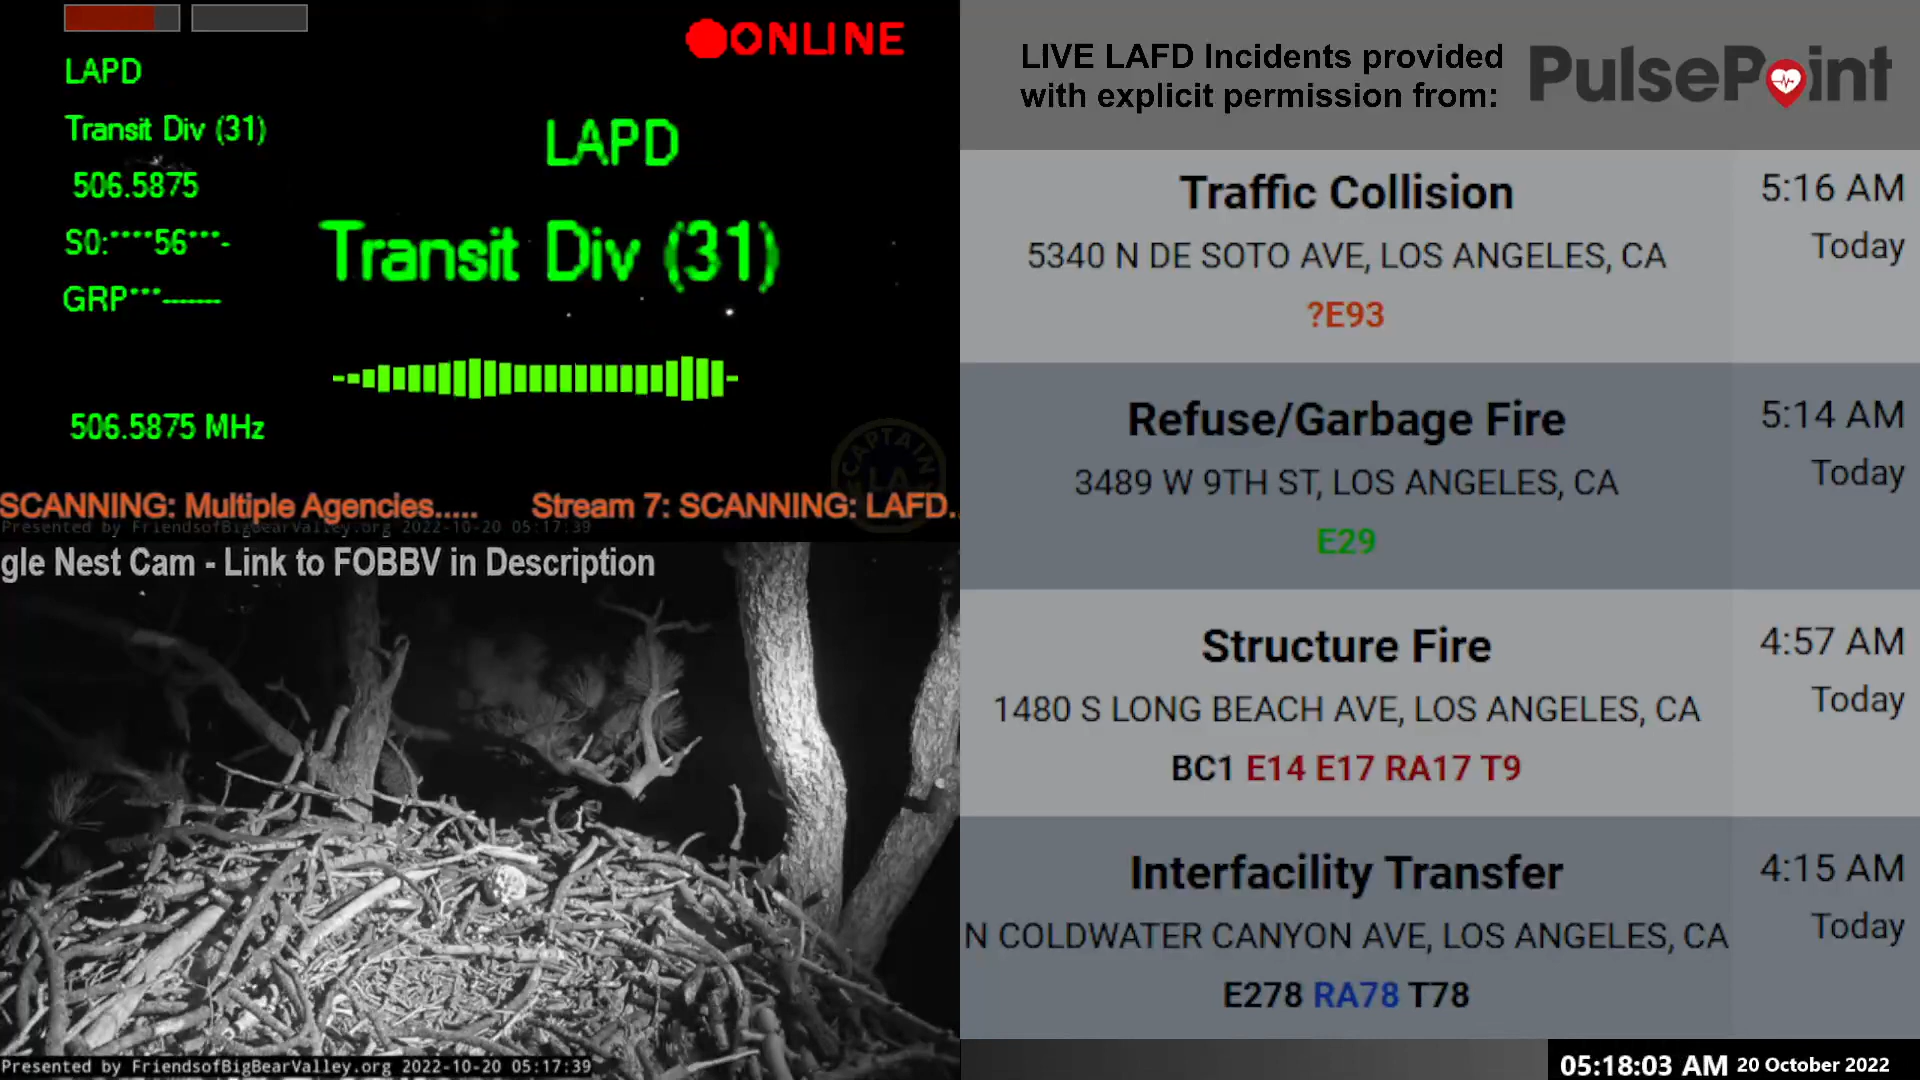 LAPD
Transit Div (31)
506.5875
S0:****56***-
GRP***-------
506.5875 MHz
ONLINE
LAPD
Transit Div (31)
CAPTAIN
LA
SCANNING: Multiple Agencies..... Stream 7: SCANNING: LAFD..
Presented by FriendsofBigBearValley.org 2022-10-20 05:17:39
gle Nest Cam - Link to FOBBV in Description
Presented by FriendsofBigBearValley.org 2022-10-20 05:17:39
LIVE LAFD Incidents provided
with explicit permission from:
PulsePoint
Traffic Collision
5:16 AM
5340 N DE SOTO AVE, LOS ANGELES, CA
Today
?E93
Refuse/Garbage Fire
5:14 AM
3489 W 9TH ST, LOS ANGELES, CA
Today
E29
Structure Fire
4:57 AM
1480 S LONG BEACH AVE, LOS ANGELES, CA
Today
BC1 E14 E17 RA17 T9
Interfacility Transfer
4:15 AM
N COLDWATER CANYON AVE, LOS ANGELES, CA
Today
E278 RA78 T78
05:18:03 AM 20 October 2022